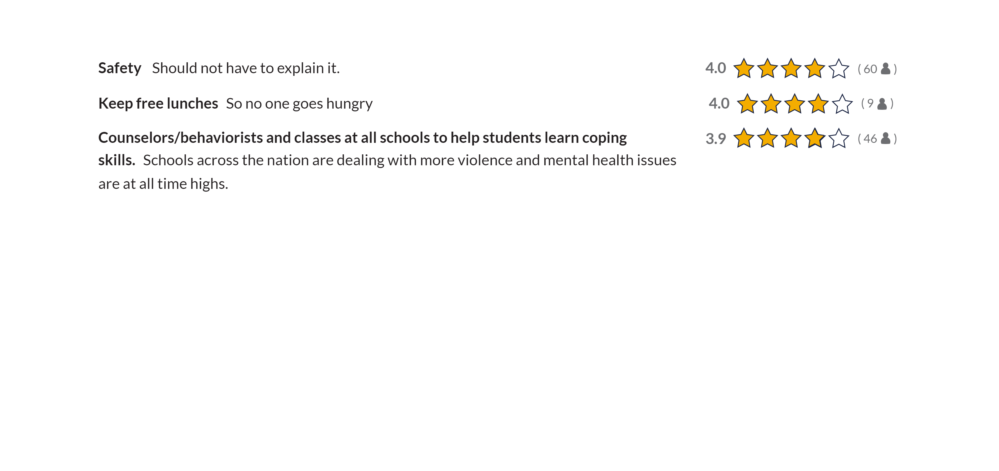 Safety Should not have to explain it. 4.0 ( 60 )
Keep free lunches So no one goes hungry 4.0 ( 9 )
Counselors/behaviorists and classes at all schools to help students learn coping 3.9 ( 46 )
skills. Schools across the nation are dealing with more violence and mental health issues
are at all time highs.